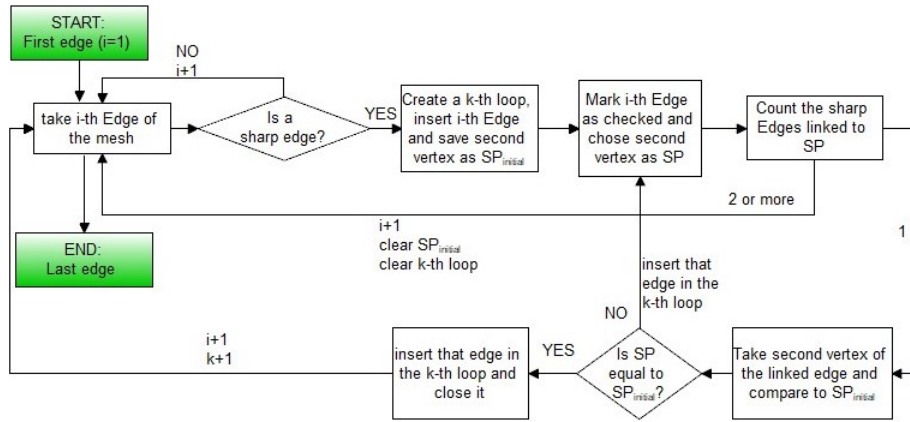 START:
First edge (i=1)
NO
i+1
take i-th Edge of
the mesh
Is a
sharp edge?
YES
Create a k-th loop,
insert i-th Edge
and save second
vertex as SPinitial
Mark i-th Edge
as checked and
chose second
vertex as SP
Count the sharp
Edges linked to
SP
2 or more
1
i+1
clear SPinitial
clear k-th loop
END:
Last edge
insert that
edge in the
k-th loop
NO
i+1
k+1
insert that edge in
the k-th loop and
close it
YES
Is SP
equal to
SPinitial?
Take second vertex of
the linked edge and
compare to SPinitial